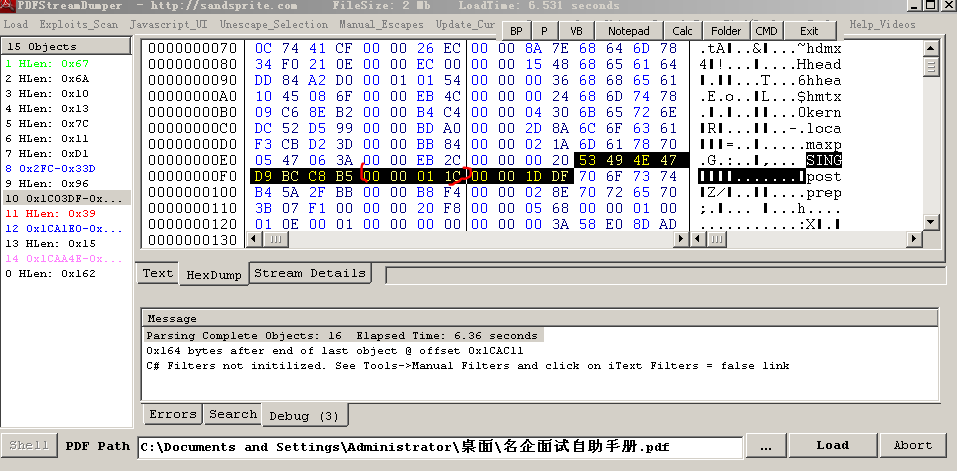 PDFStreamDumper - http://sandsprite.com FileSize: 2 Mb LoadTime: 6.531 seconds
Load Exploits_Scan Javascript_UI Unescape_Selection Manual_Escapes Update_Cur Help_Videos
BP P VB Notepad Calc Folder CMD Exit
15 Objects
1 HLen: 0x67
2 HLen: 0x6A
3 HLen: 0x10
4 HLen: 0x13
5 HLen: 0x7C
6 HLen: 0x11
7 HLen: 0xD1
8 0x2FC-0x33D
9 HLen: 0x96
10 0x1C03DF-0x...
11 HLen: 0x39
12 0x1CA1E0-0x...
13 HLen: 0x15
14 0x1CAA4E-0x...
0 HLen: 0x162
0000000070 0C 74 41 CF 00 00 26 EC 00 00 8A 7E 68 64 6D 78 .tA..&...~hdmx
0000000080 34 F0 21 0E 00 00 EC 00 00 00 15 48 68 65 61 64 4!.......Hhead
0000000090 DD 84 A2 D0 00 01 01 54 00 00 00 36 68 68 65 61 .......T...6hhea
00000000A0 10 45 08 6F 00 00 EB 4C 00 00 00 24 68 6D 74 78 .E.o..L...$hmtx
00000000B0 09 C6 8E B2 00 00 B4 C4 00 00 04 30 6B 65 72 6E ...0kern
00000000C0 DC 52 D5 99 00 00 BD A0 00 00 2D 8A 6C 6F 63 61 R..-.loca
00000000D0 F3 CB D2 3D 00 00 BB 84 00 00 02 1A 6D 61 78 70 =....maxp
00000000E0 05 47 06 3A 00 00 EB 2C 00 00 00 20 53 49 4E 47 .G.:..,... SING
00000000F0 D9 BC C8 B5 00 00 01 1C 00 00 1D DF 70 6F 73 74 post
0000000100 B4 5A 2F BB 00 00 B8 F4 00 00 02 8E 70 72 65 70 Z/....prep
0000000110 3B 07 F1 00 00 00 20 F8 00 00 05 68 00 00 01 00 ;..... ...h....
0000000120 01 0E 00 01 00 00 00 00 00 00 3A 58 E0 8D AD ..........:X.
0000000130
Text HexDump Stream Details
Message
Parsing Complete Objects: 16 Elapsed Time: 6.36 seconds
0x164 bytes after end of last object @ offset 0x1CAC11
C# Filters not initilized. See Tools->Manual Filters and click on iText Filters = false link
Errors Search Debug (3)
Shell PDF Path C:\Documents and Settings\Administrator\桌面\名企面试自助手册.pdf ... Load Abort